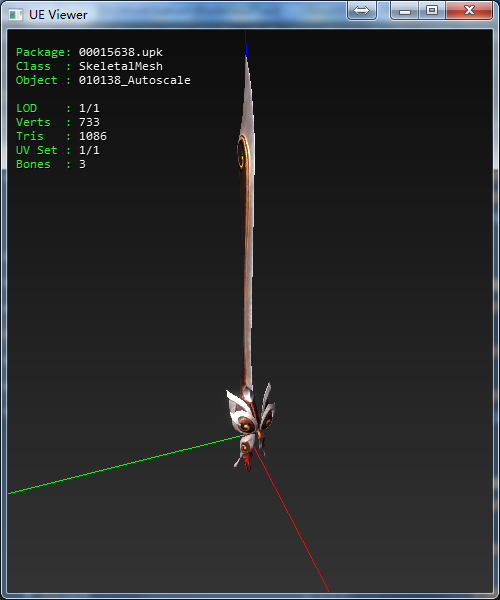 UE Viewer
Package: 00015638.upk
Class : SkeletalMesh
Object : 010138_Autoscale
LOD : 1/1
Verts : 733
Tris : 1086
UV Set : 1/1
Bones : 3